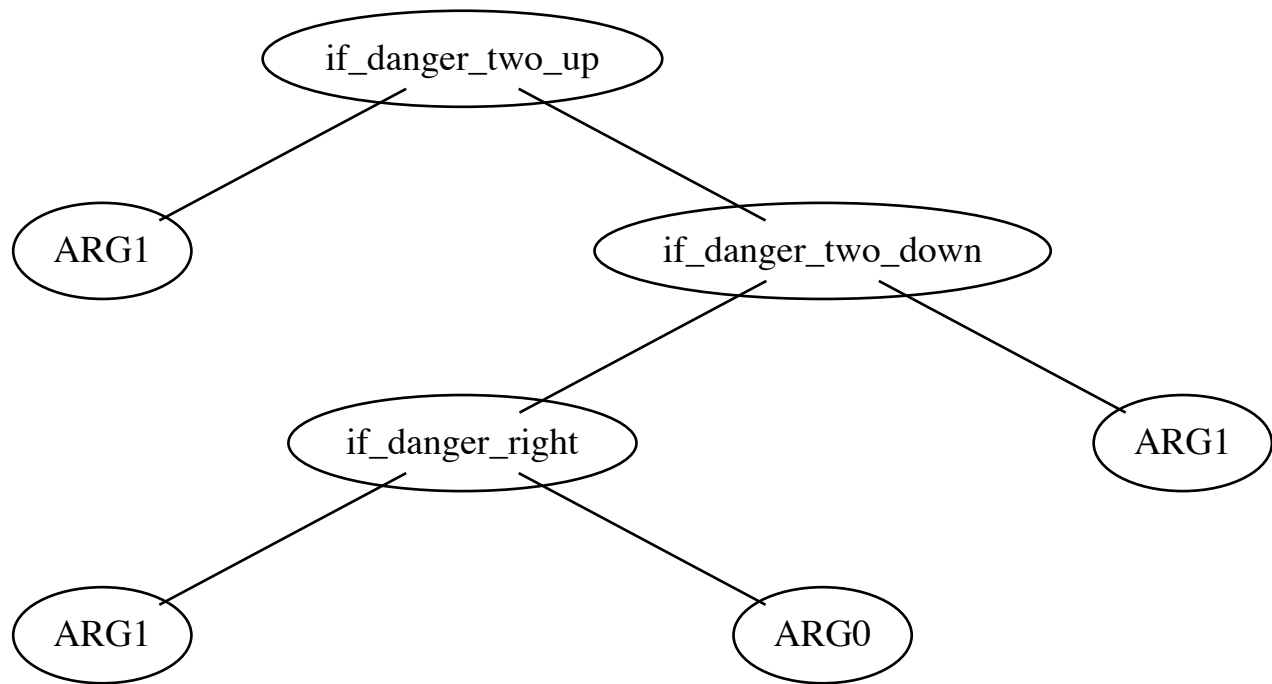 if_danger_two_up
ARG1
if_danger_two_down
if_danger_right
ARG1
ARG1
ARG0